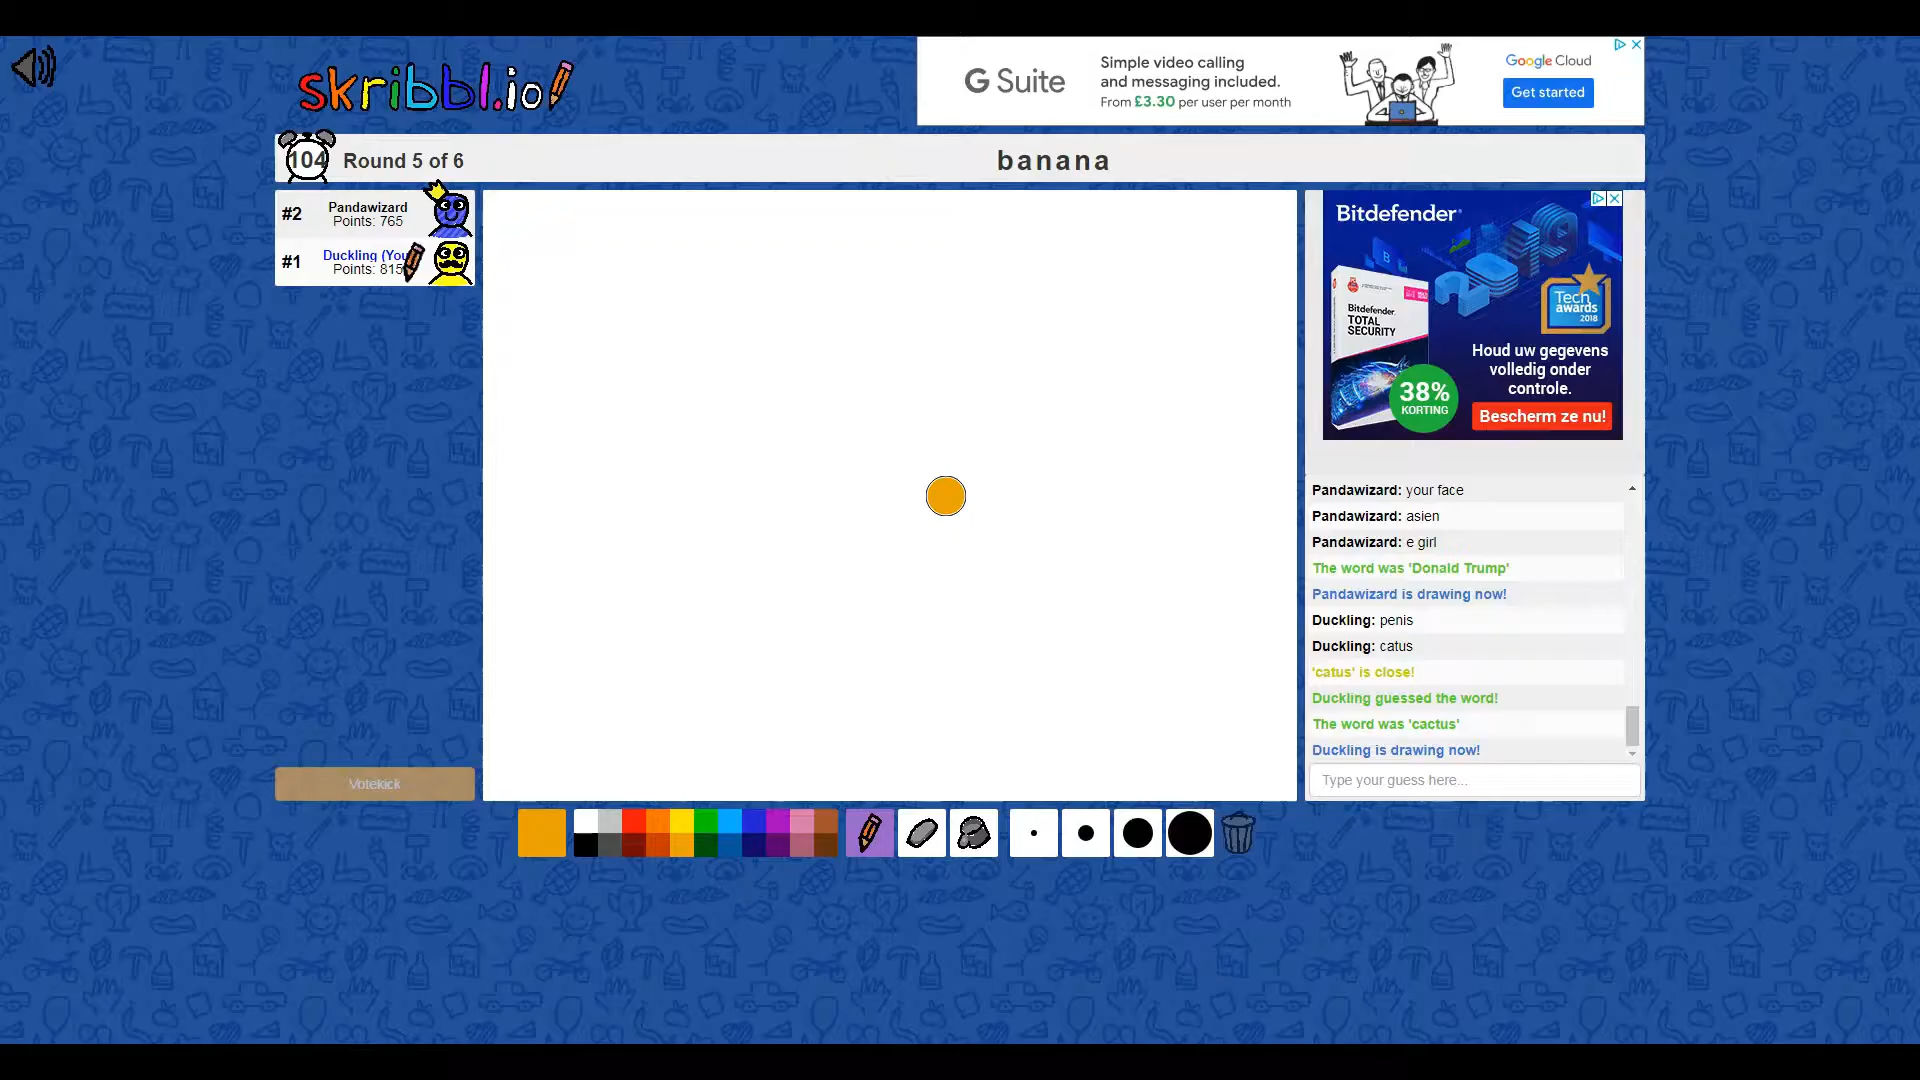 skribbl.io
G Suite
Simple video calling
and messaging included.
From £3.30 per user per month
Google Cloud
Get started
104
Round 5 of 6
banana
#2
Pandawizard
Points: 765
#1
Duckling (You
Points: 815
Bitdefender
2019
B
Bitdefender
TOTAL
SECURITY
Tech
awards
2018
Houd uw gegevens
volledig onder
controle.
38%
KORTING
Bescherm ze nu!
Pandawizard: your face
Pandawizard: asien
Pandawizard: e girl
The word was 'Donald Trump'
Pandawizard is drawing now!
Duckling: penis
Duckling: catus
'catus' is close!
Duckling guessed the word!
The word was 'cactus'
Duckling is drawing now!
Votekick
Type your guess here...